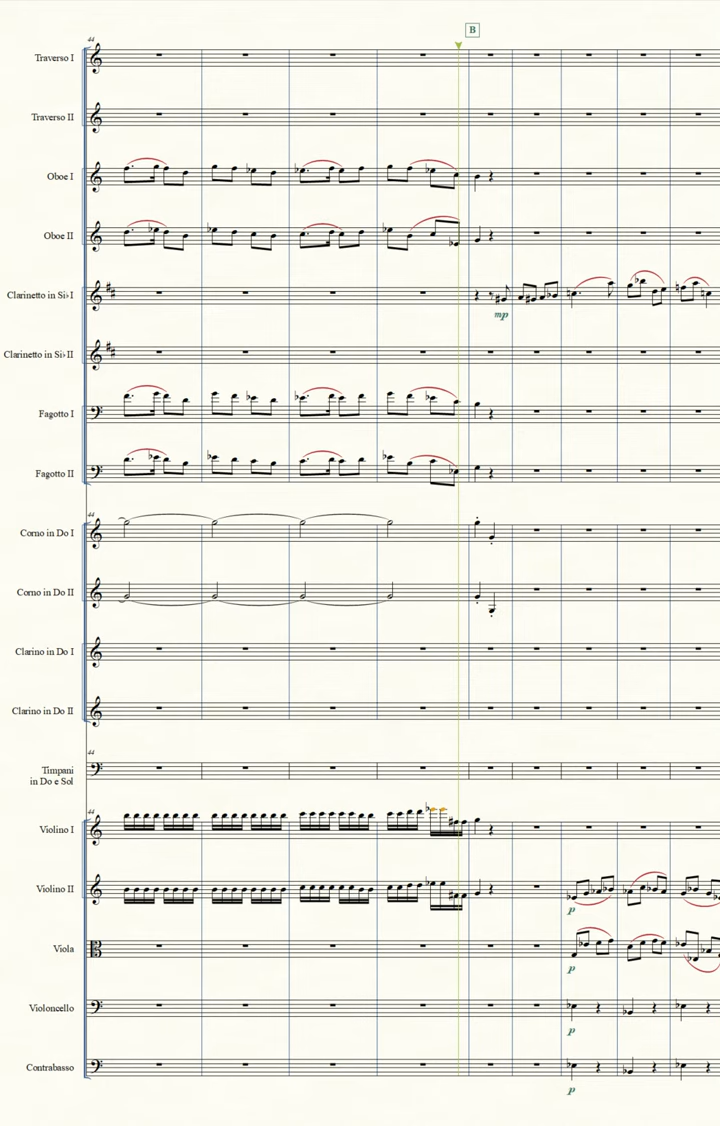 B
44
Traverso I
Traverso II
Oboe I
Oboe II
Clarinetto in Si♭ I
mp
Clarinetto in Si♭ II
Fagotto I
Fagotto II
44
Corno in Do I
Corno in Do II
Clarino in Do I
Clarino in Do II
44
Timpani
in Do e Sol
44
Violino I
Violino II
p
Viola
p
Violoncello
p
Contrabasso
p